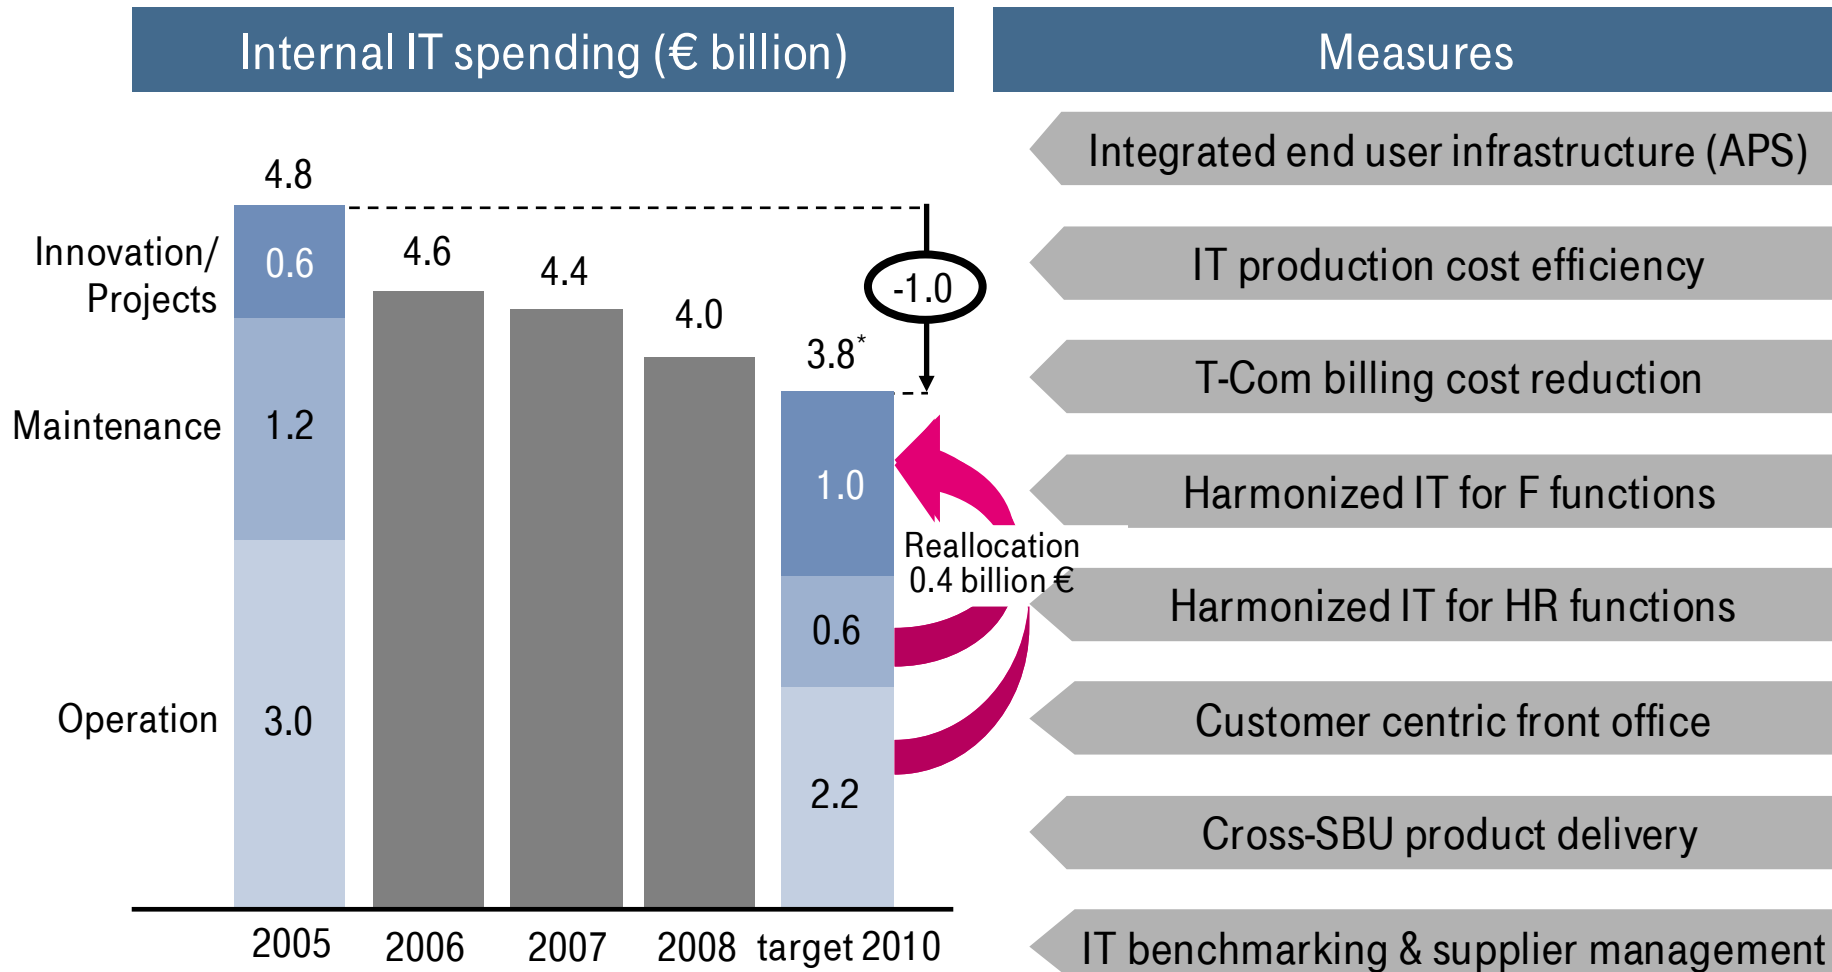 Internal IT spending (€ billion)
Measures
4.8
Innovation/
Projects
0.6
4.6
4.4
4.0
3.8*
-1.0
Maintenance
1.2
1.0
Reallocation
0.4 billion €
0.6
Operation
3.0
2.2
2005
2006
2007
2008
target 2010
Integrated end user infrastructure (APS)
IT production cost efficiency
T-Com billing cost reduction
Harmonized IT for F functions
Harmonized IT for HR functions
Customer centric front office
Cross-SBU product delivery
IT benchmarking & supplier management